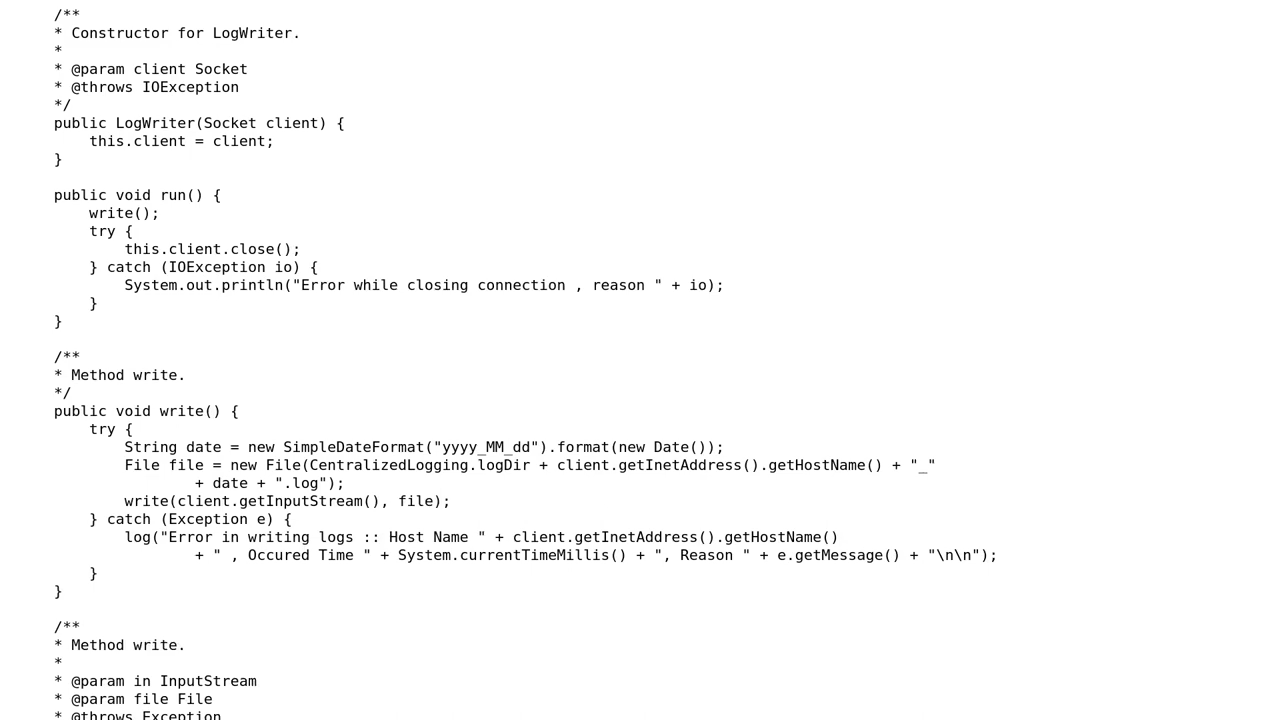 /**
* Constructor for LogWriter.
*
* @param client Socket
* @throws IOException
*/
public LogWriter(Socket client) {
this.client = client;
}
public void run() {
write();
try {
this.client.close();
} catch (IOException io) {
System.out.println("Error while closing connection , reason " + io);
}
}
/**
* Method write.
*/
public void write() {
try {
String date = new SimpleDateFormat("yyyy_MM_dd").format(new Date());
File file = new File(CentralizedLogging.logDir + client.getInetAddress().getHostName() + "_"
+ date + ".log");
write(client.getInputStream(), file);
} catch (Exception e) {
log("Error in writing logs :: Host Name " + client.getInetAddress().getHostName()
+ " , Occured Time " + System.currentTimeMillis() + ", Reason " + e.getMessage() + "\n\n");
}
}
/**
* Method write.
*
* @param in InputStream
* @param file File
* @throws Exception